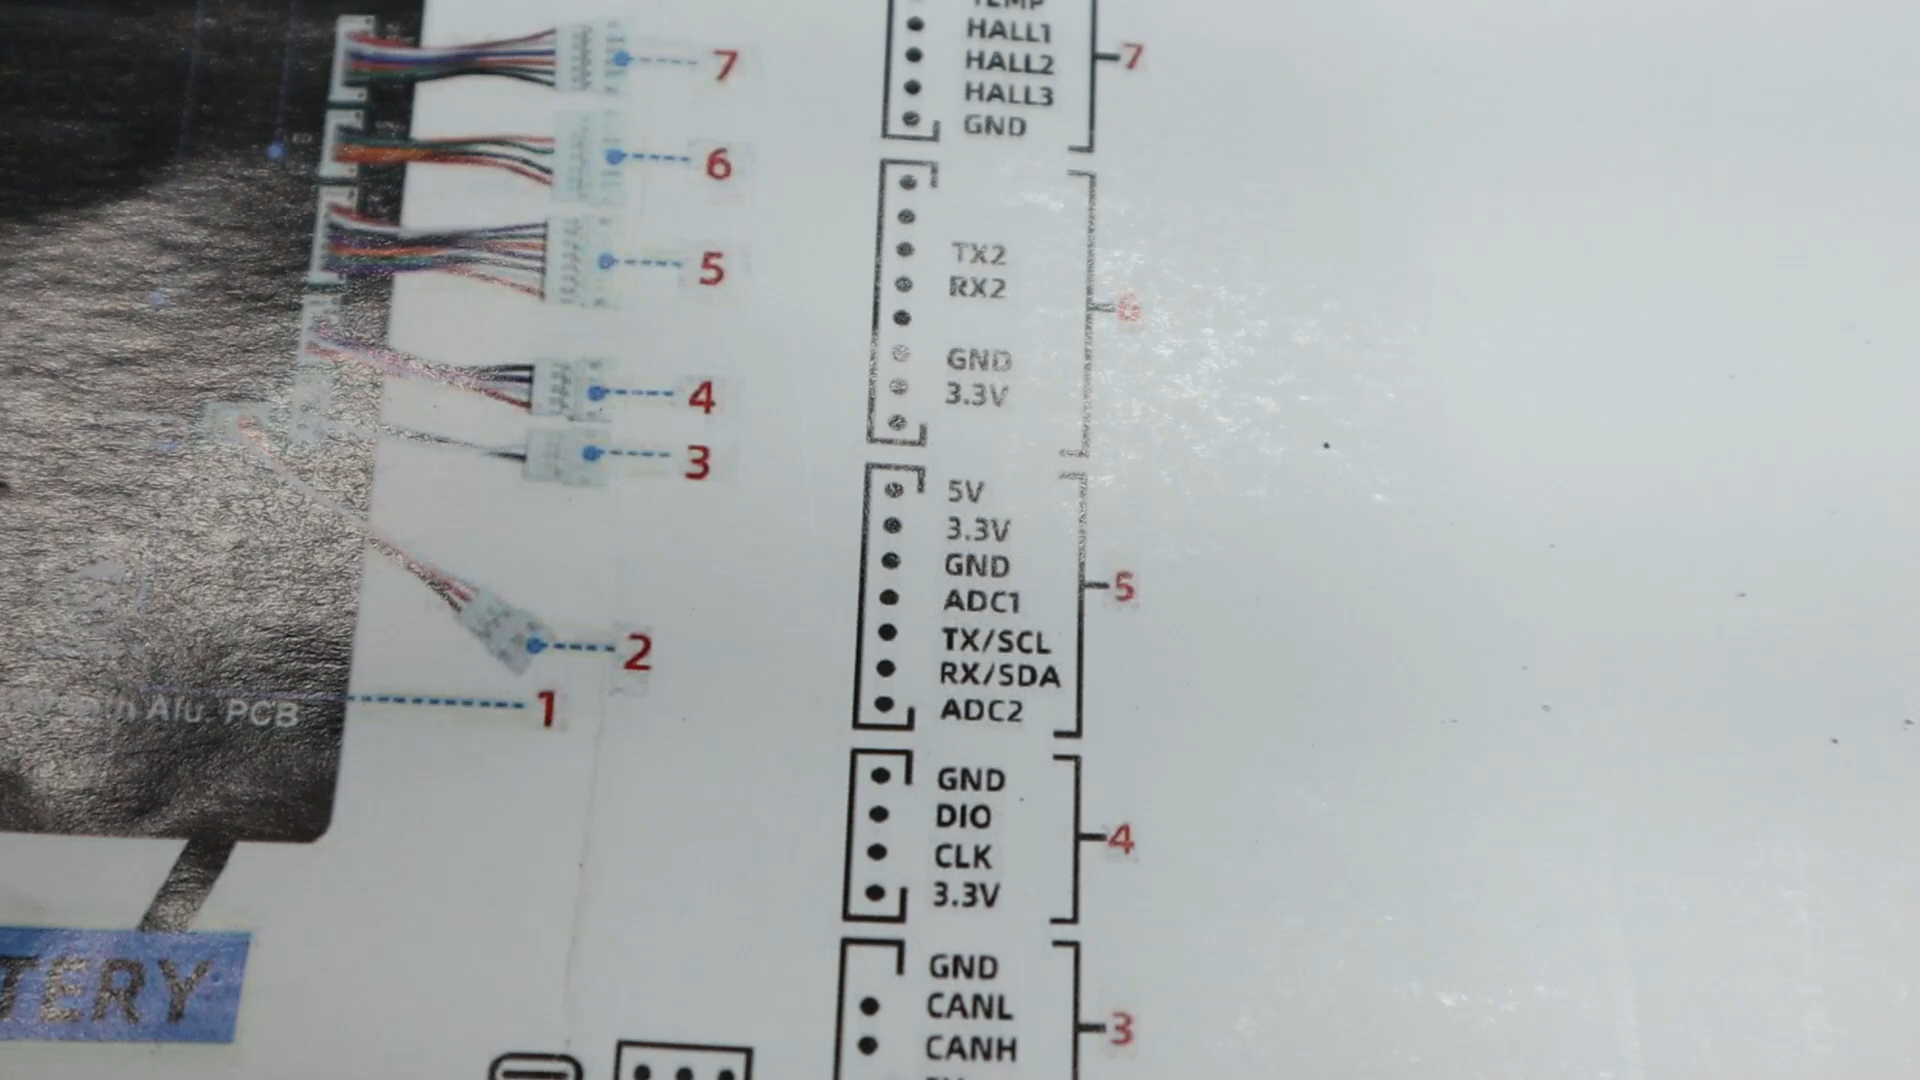 7
6
5
4
3
2
1
Alu. PCB
TERY
TEMP
HALL1
HALL2
HALL3
GND
7
TX2
RX2
GND
3.3V
6
5V
3.3V
GND
ADC1
TX/SCL
RX/SDA
ADC2
5
GND
DIO
CLK
3.3V
4
GND
CANL
CANH
3